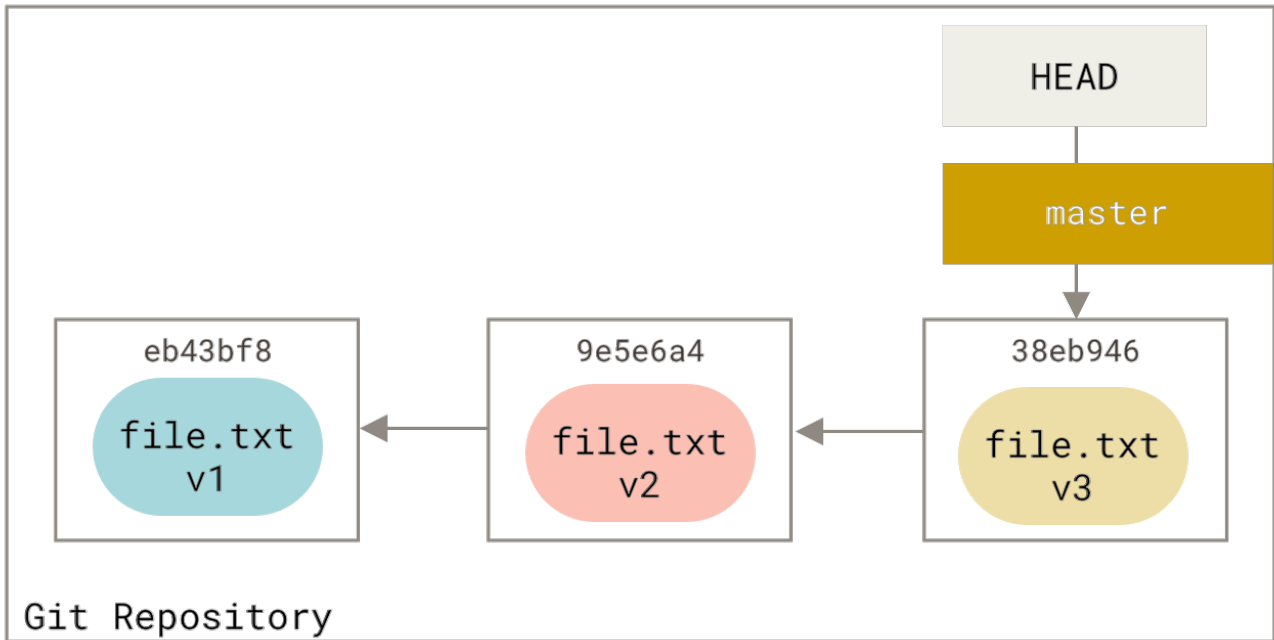 HEAD
master
eb43bf8
file.txt
v1
9e5e6a4
file.txt
v2
38eb946
file.txt
v3
Git Repository